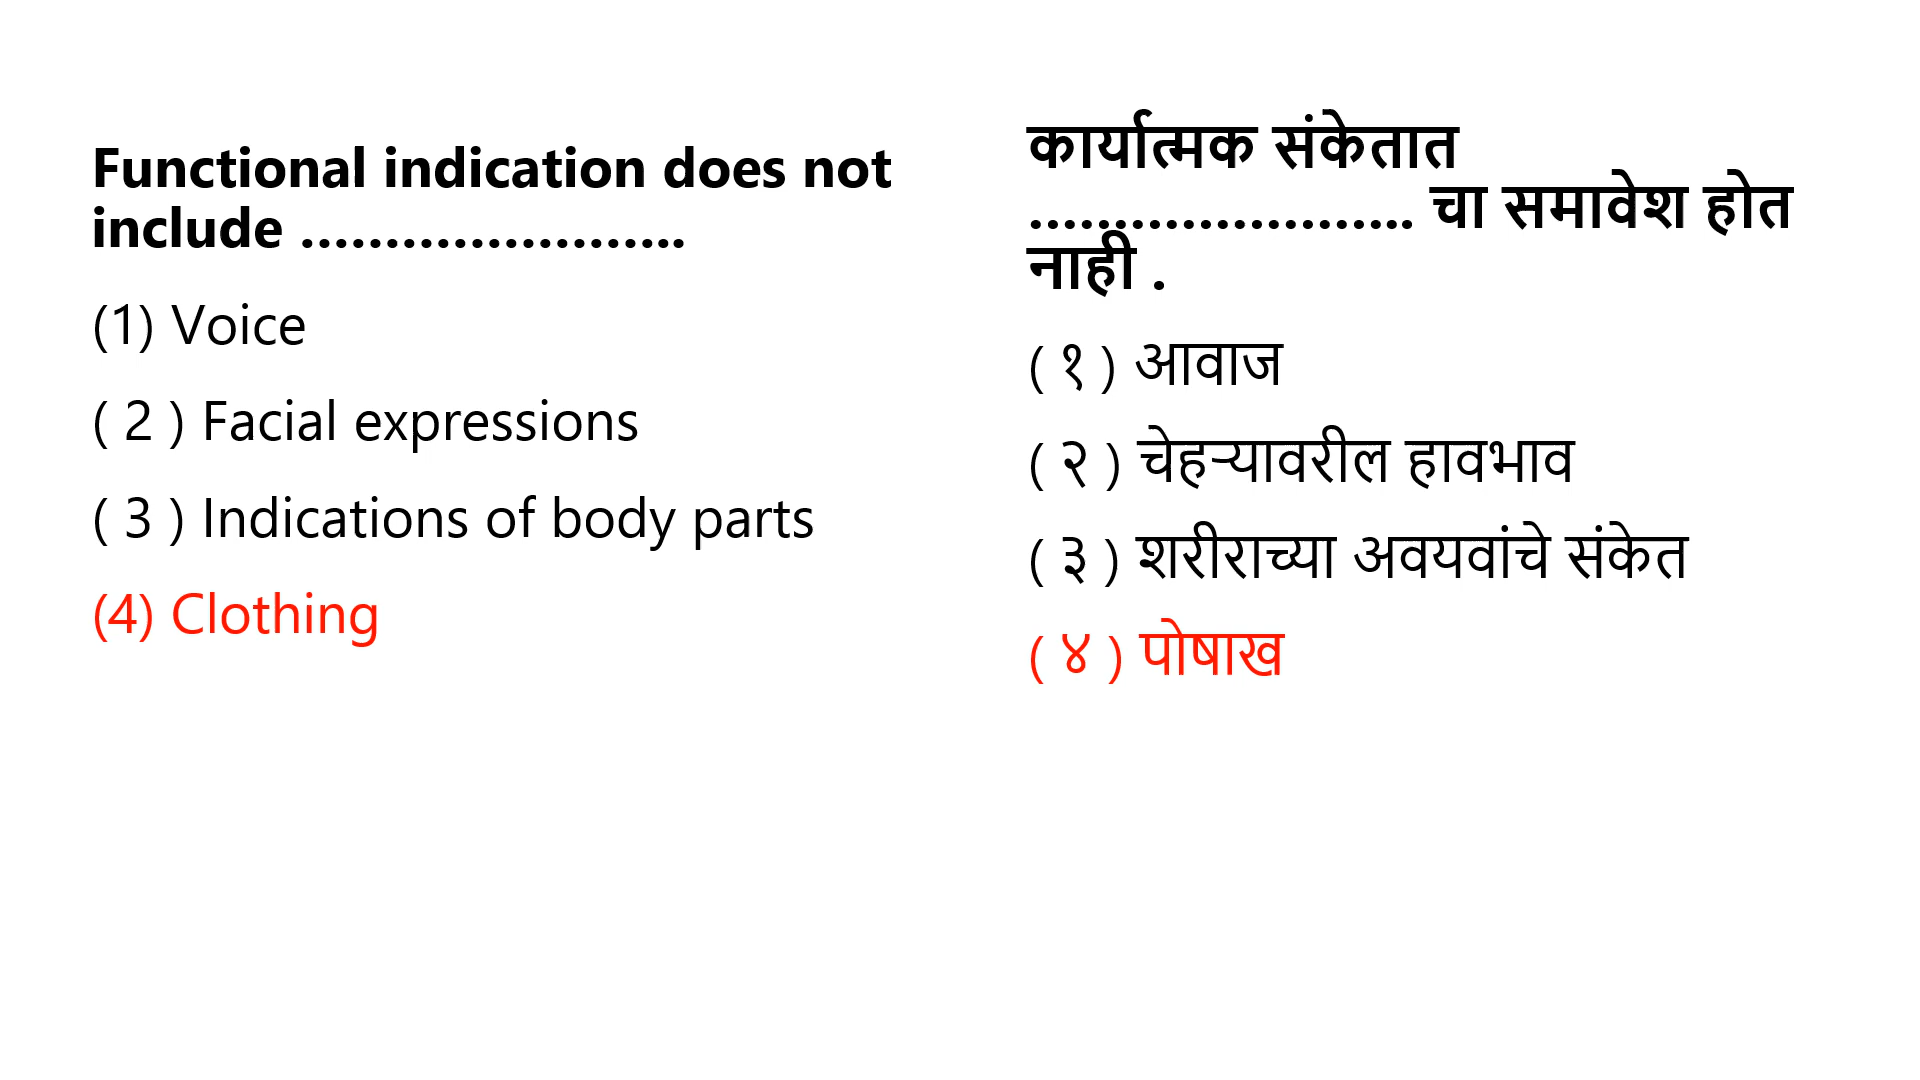 Functional indication does not
include …………………..
(1) Voice
( 2 ) Facial expressions
( 3 ) Indications of body parts
(4) Clothing
कार्यात्मक संकेतात
………………….. चा समावेश होत
नाही .
( १ ) आवाज
( २ ) चेहऱ्यावरील हावभाव
( ३ ) शरीराच्या अवयवांचे संकेत
( ४ ) पोषाख